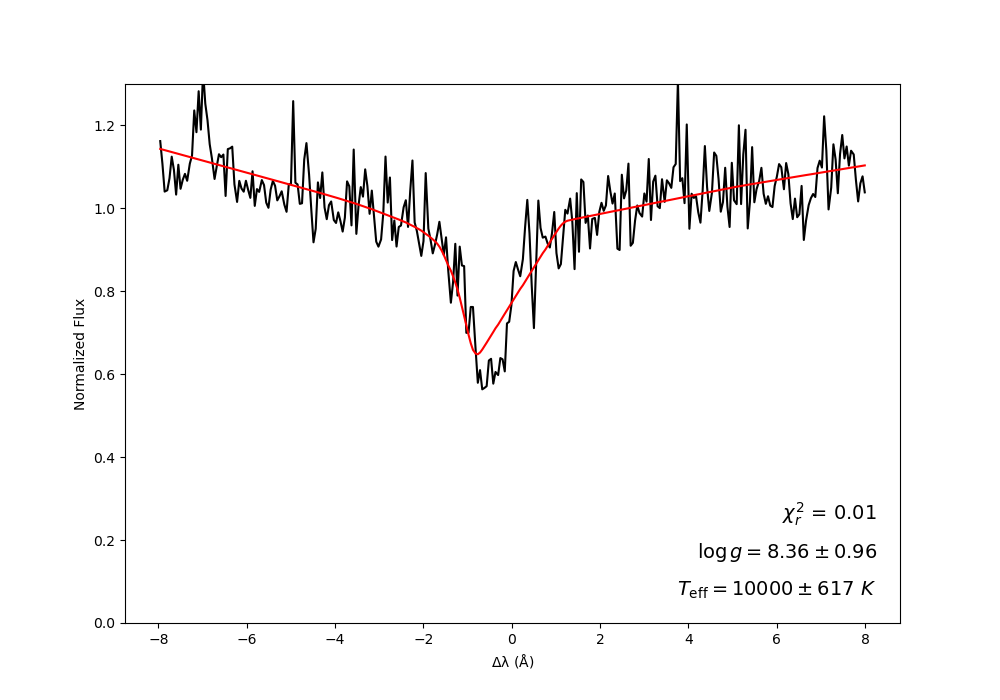 1.2
1.0
0.8
0.6
0.4
0.2
0.0
Normalized Flux
χ²ᵣ = 0.01
log g = 8.36 ± 0.96
T_eff = 10000 ± 617 K
−8 −6 −4 −2 0 2 4 6 8
Δλ (Å)